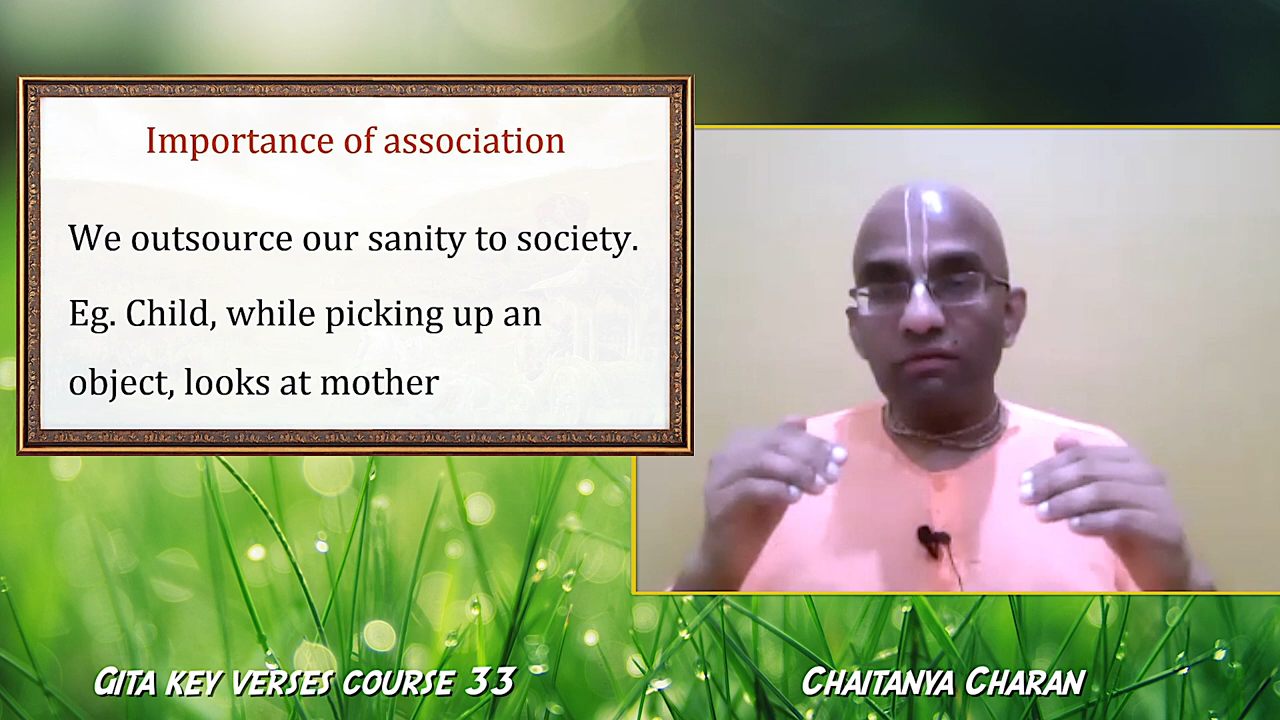 Importance of association
We outsource our sanity to society.
Eg. Child, while picking up an
object, looks at mother
Gita key verses course 33
Chaitanya Charan